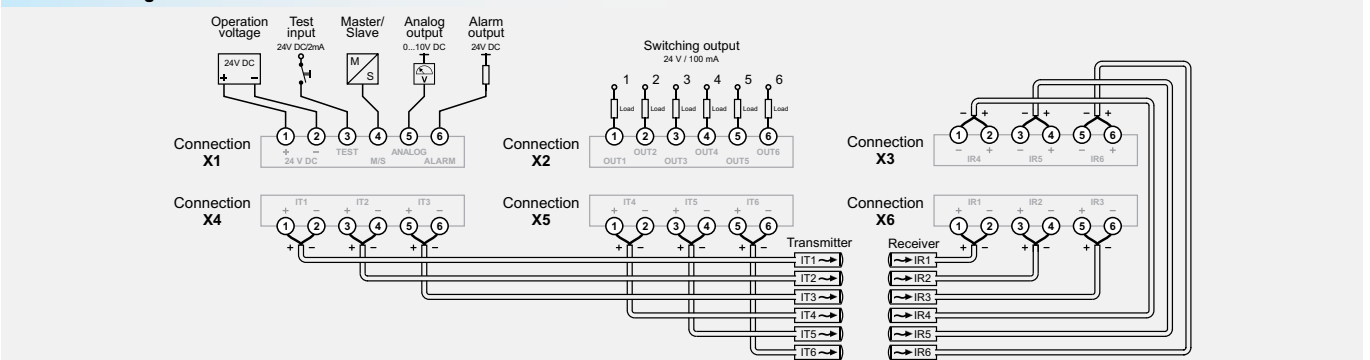 Operation voltage
Test input
24V DC/2mA
Master/ Slave
Analog output
0...10V DC
Alarm output
24V DC
24V DC
+ −
M
S
V
Switching output
24 V / 100 mA
1 2 3 4 5 6
Load Load Load Load Load Load
Connection X1
1 2 3 4 5 6
+ − TEST ANALOG
24 V DC M/S ALARM
Connection X2
1 2 3 4 5 6
OUT2 OUT4 OUT6
OUT1 OUT3 OUT5
− + − + − +
Connection X3
1 2 3 4 5 6
− + − + − +
IR4 IR5 IR6
Connection X4
IT1 IT2 IT3
+ − + − + −
1 2 3 4 5 6
+ − + − + −
Connection X5
IT4 IT5 IT6
+ − + − + −
1 2 3 4 5 6
+ − + − + −
Connection X6
IR1 IR2 IR3
+ − + − + −
1 2 3 4 5 6
+ − + − + −
Transmitter
IT1
IT2
IT3
IT4
IT5
IT6
Receiver
IR1
IR2
IR3
IR4
IR5
IR6